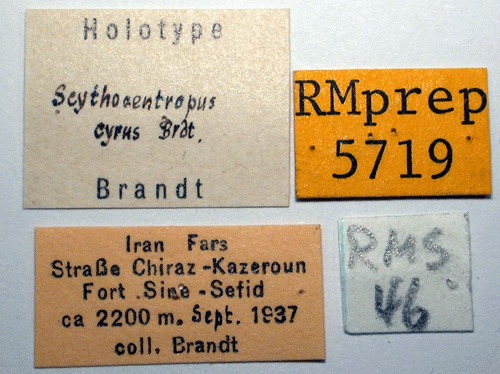 Holotype
Scythocentropus
cyrus Brdt.
Brandt
RMprep
5719
Iran Fars
Straße Chiraz-Kazeroun
Fort Sine-Sefid
ca 2200 m. Sept. 1937
coll. Brandt
RMS
46